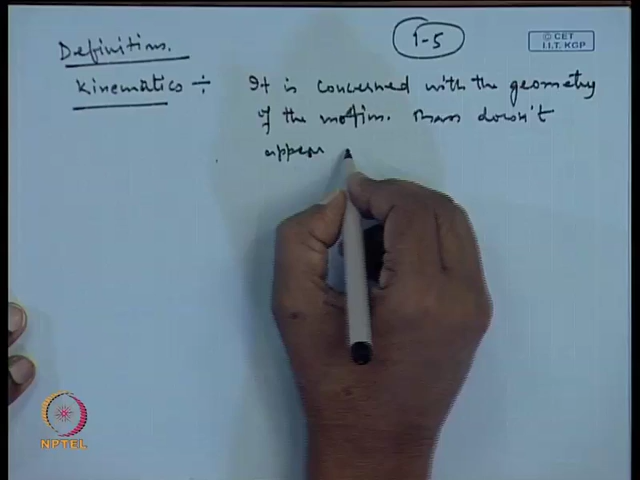 Definitions.
1-5
© CET
I.I.T. KGP
Kinematics ÷ It is concerned with the geometry
of the motion. Mass doesn't
appear
NPTEL